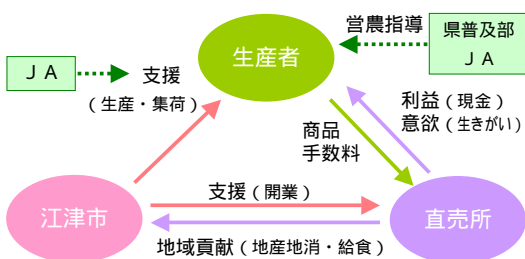 営農指導
県普及部
ＪＡ
生産者
ＪＡ
支援
（生産・集荷）
利益（現金）
意欲（生きがい）
商品
手数料
支援（開業）
江津市
直売所
地域貢献（地産地消・給食）